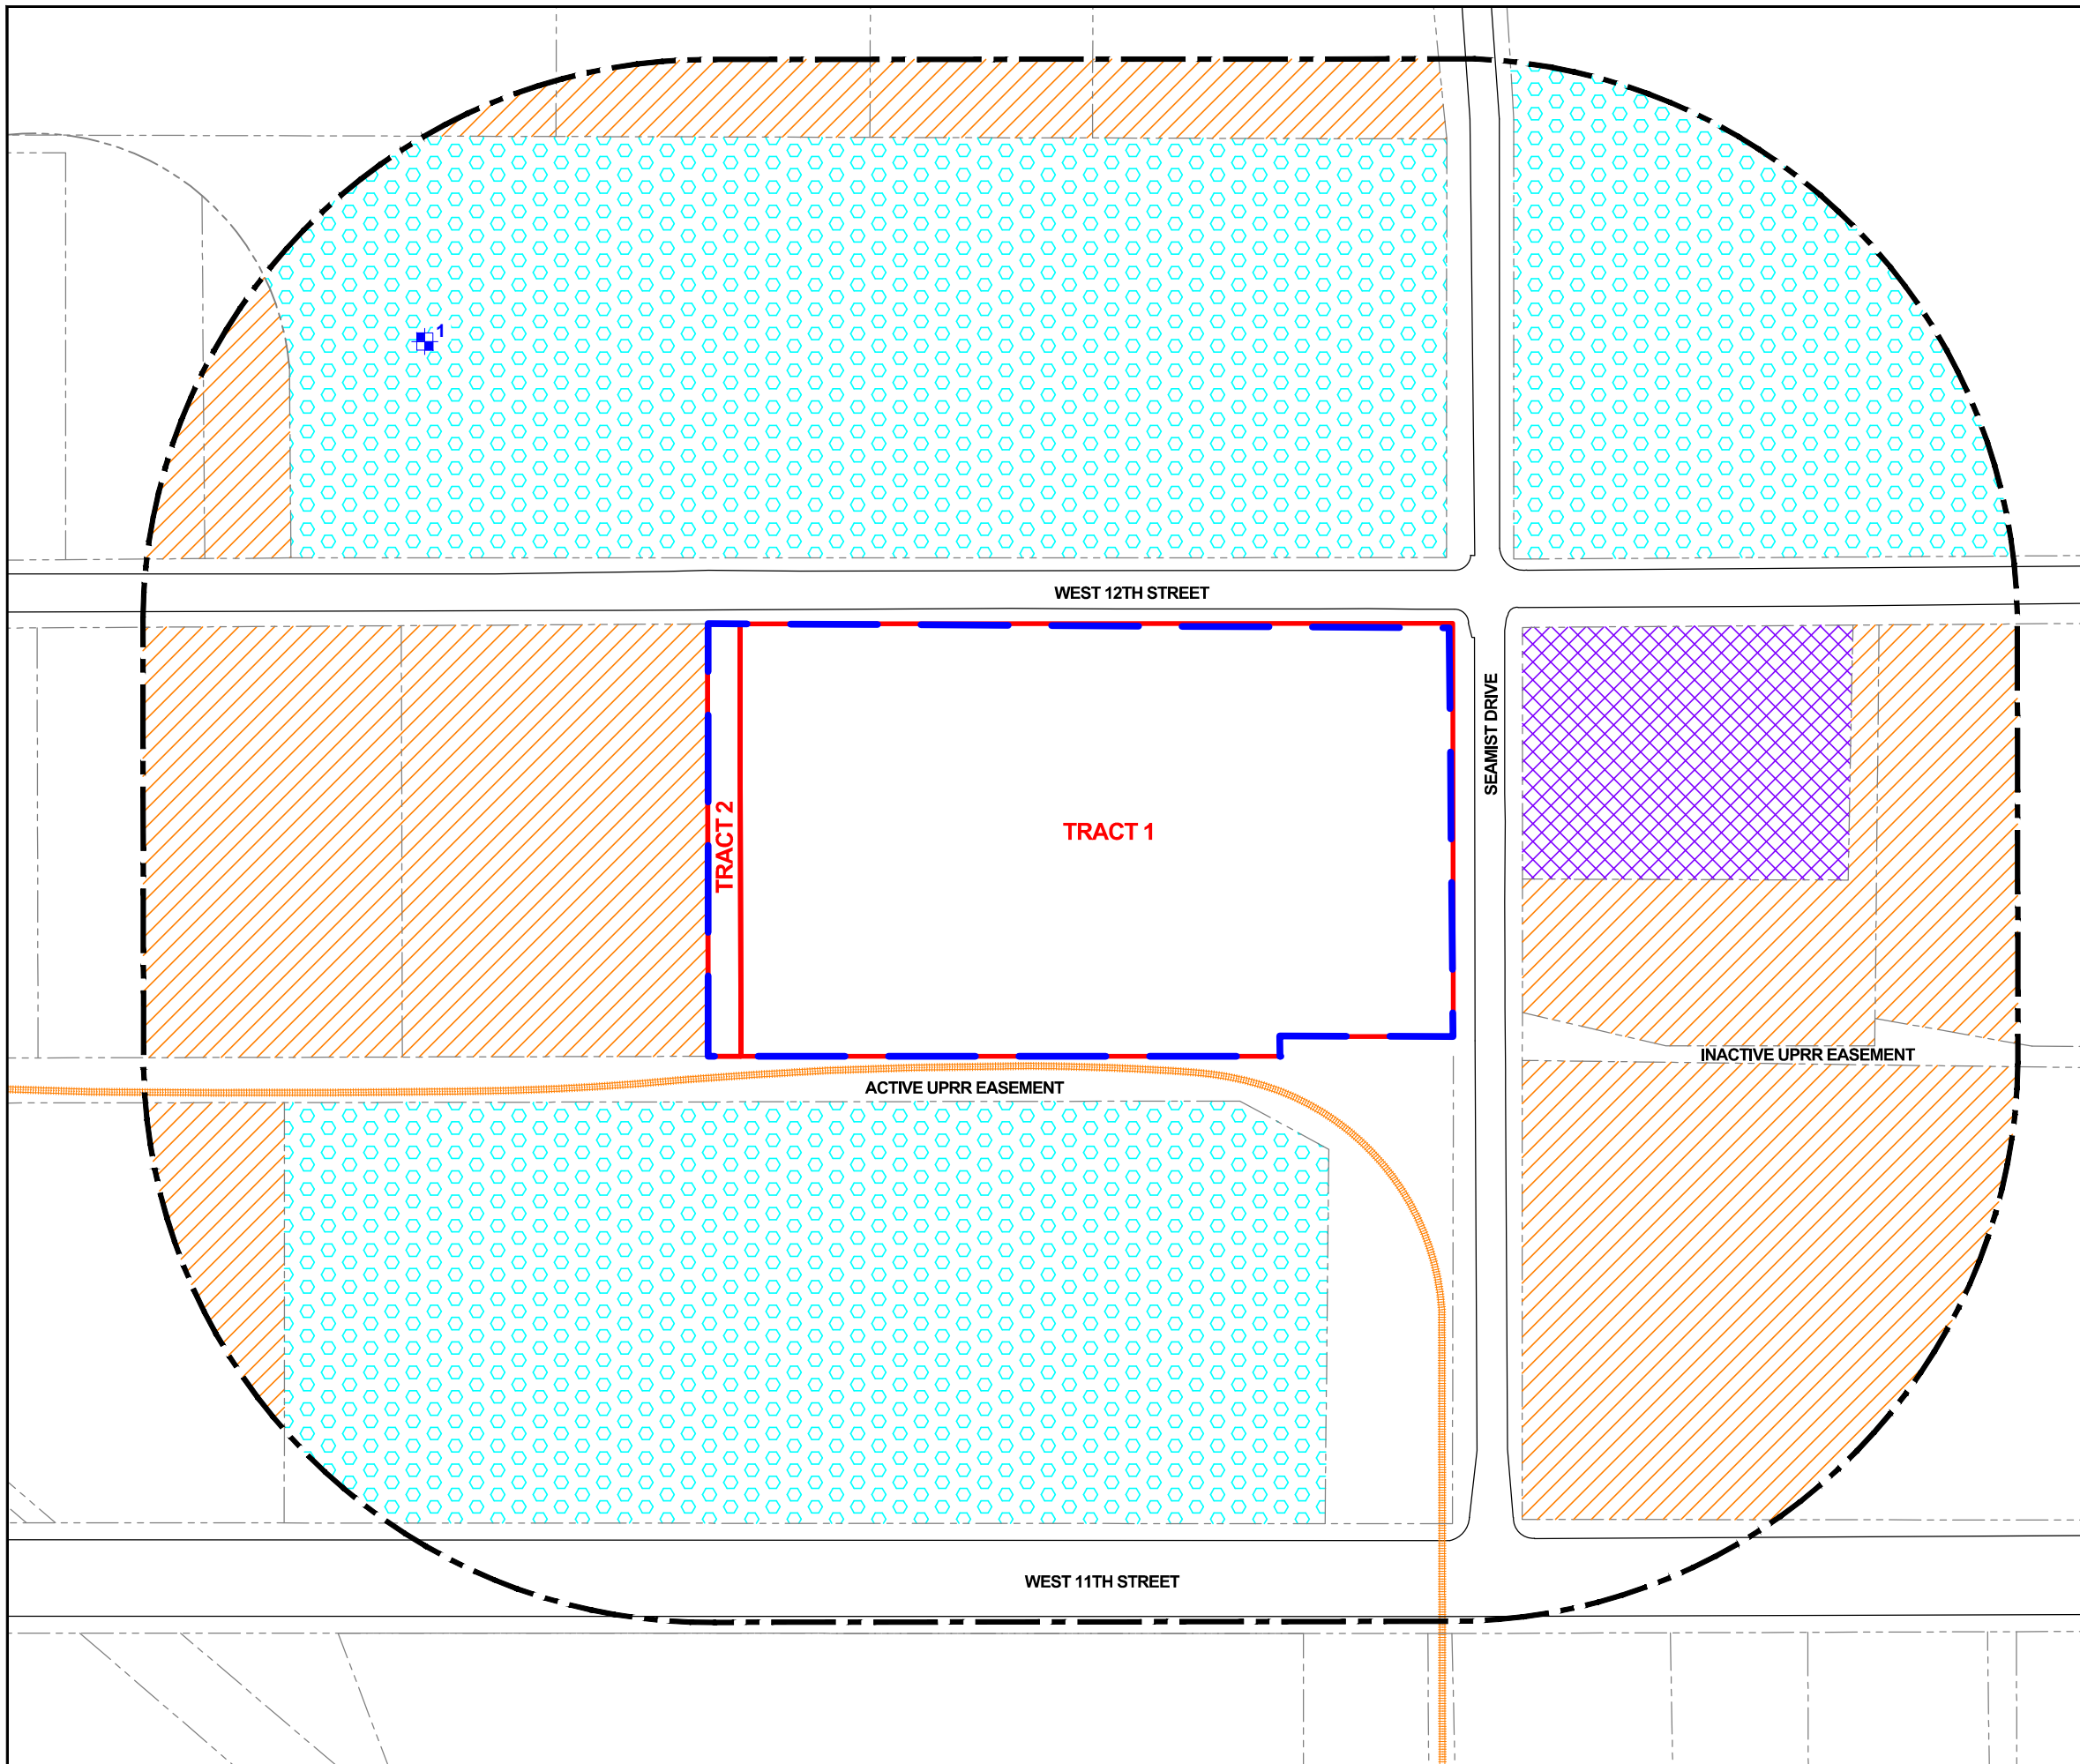 1
WEST 12TH STREET
SEAMIST DRIVE
TRACT 2
TRACT 1
INACTIVE UPRR EASEMENT
ACTIVE UPRR EASEMENT
WEST 11TH STREET